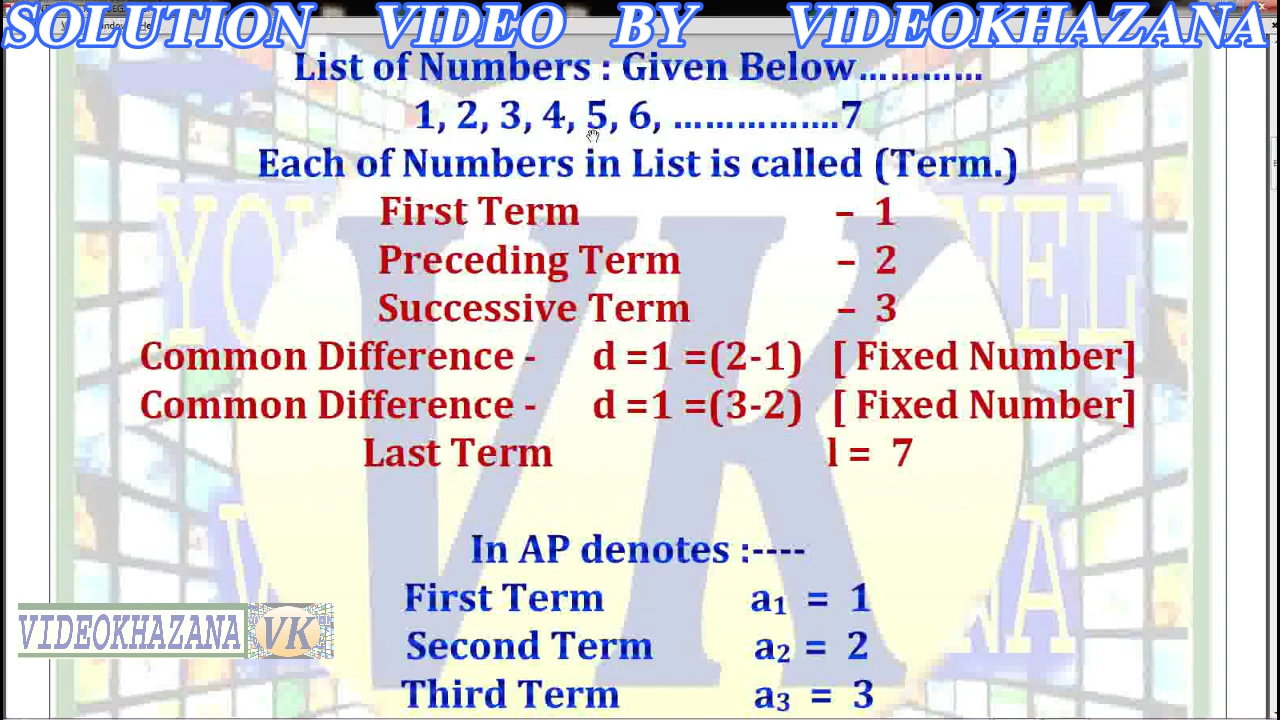 SOLUTION VIDEO BY VIDEOKHAZANA
List of Numbers : Given Below............
1, 2, 3, 4, 5, 6, ................7
Each of Numbers in List is called (Term.)
First Term – 1
Preceding Term – 2
Successive Term – 3
Common Difference - d =1 =(2-1) [ Fixed Number]
Common Difference - d =1 =(3-2) [ Fixed Number]
Last Term l = 7
In AP denotes :----
First Term a1 = 1
VIDEOKHAZANA VK
Second Term a2 = 2
Third Term a3 = 3
VK